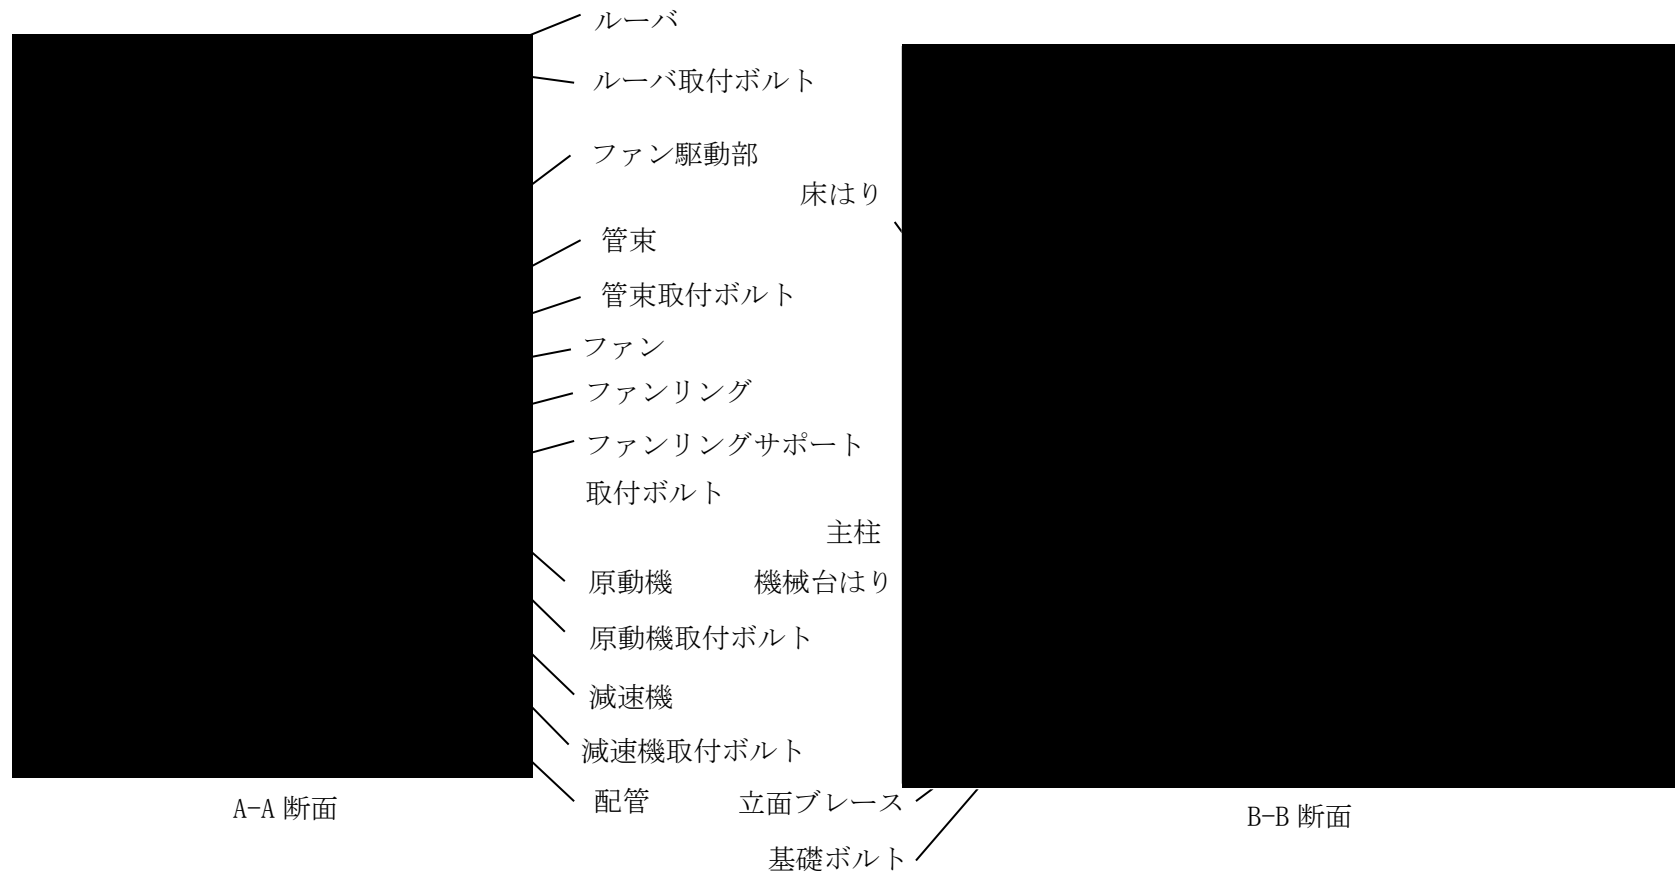 ルーバ
ルーバ取付ボルト
ファン駆動部
床はり
管束
管束取付ボルト
ファン
ファンリング
ファンリングサポート
取付ボルト
主柱
原動機
機械台はり
原動機取付ボルト
減速機
減速機取付ボルト
配管
立面ブレース
基礎ボルト
A-A 断面
B-B 断面